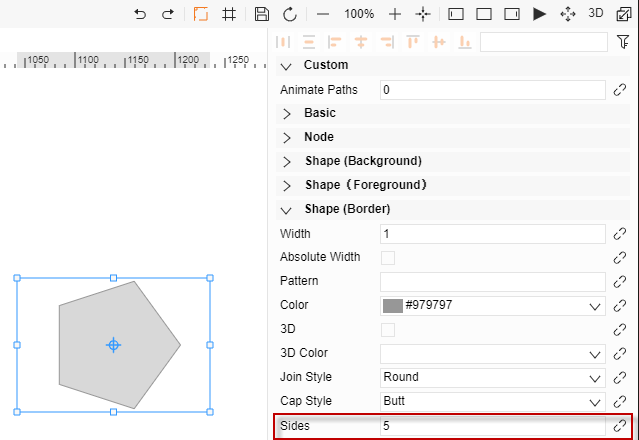 100%
3D
1050
1100
1150
1200
1250
Custom
Animate Paths 0
Basic
Node
Shape (Background)
Shape（Foreground）
Shape (Border)
Width 1
Absolute Width
Pattern
Color #979797
3D
3D Color
Join Style Round
Cap Style Butt
Sides 5